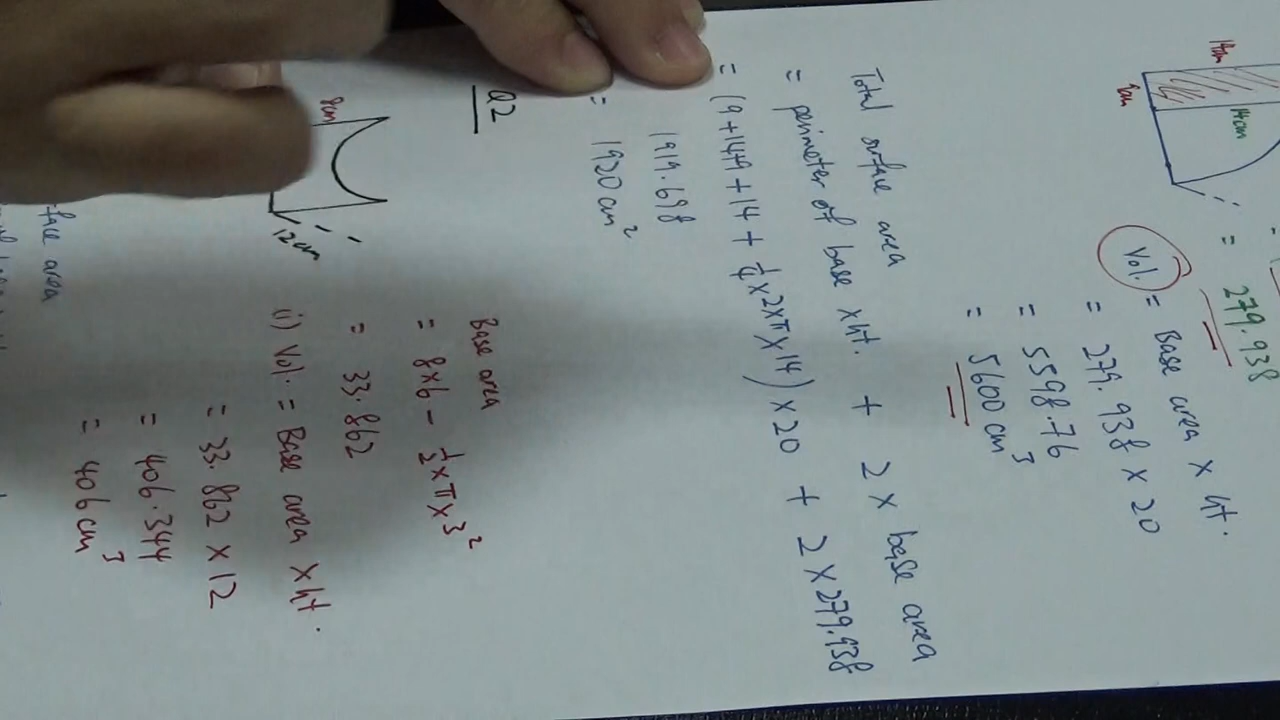 14cm
9cm
14cm
= 279.938
Vol. = Base area × ht.
= 279.938 × 20
= 5598.76
= 5600 cm³
Total surface area
= perimeter of base × ht. + 2 × base area
= (9+14+9+14+¼×2×π×14)×20 + 2×279.938
1919.698
= 1920 cm²
Q2
8cm
12cm
Base area
= 8×6 − ½×π×3²
= 33.862
(i) Vol. = Base area × ht.
= 33.862 × 12
= 406.344
= 406 cm³
face area